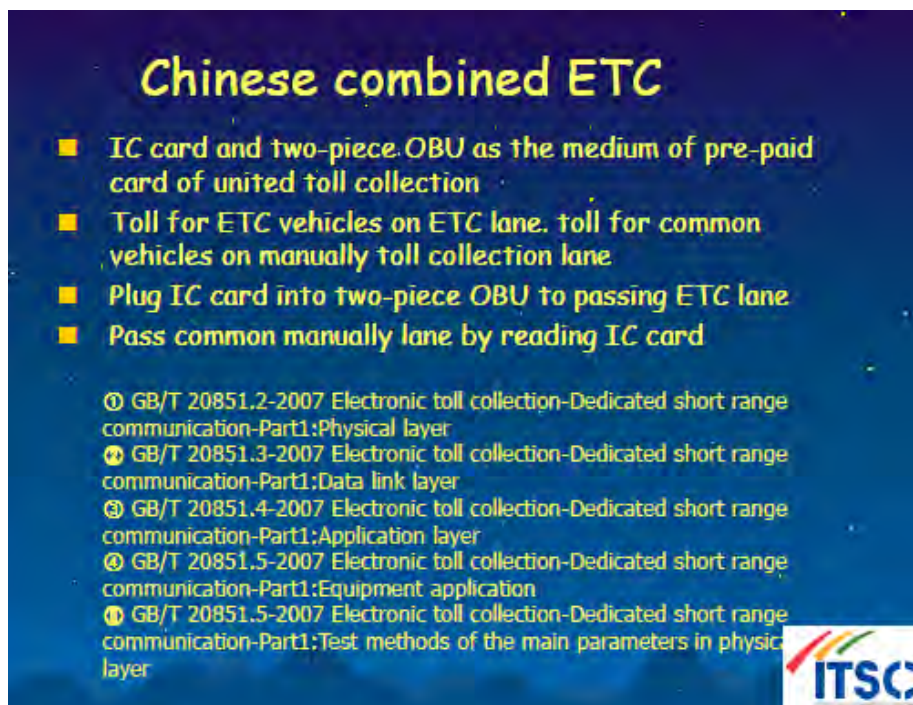 Chinese combined ETC
IC card and two-piece OBU as the medium of pre-paid
card of united toll collection
Toll for ETC vehicles on ETC lane. toll for common
vehicles on manually toll collection lane
Plug IC card into two-piece OBU to passing ETC lane
Pass common manually lane by reading IC card
① GB/T 20851.2-2007 Electronic toll collection-Dedicated short range
communication-Part1:Physical layer
GB/T 20851.3-2007 Electronic toll collection-Dedicated short range
communication-Part1:Data link layer
③ GB/T 20851.4-2007 Electronic toll collection-Dedicated short range
communication-Part1:Application layer
④ GB/T 20851.5-2007 Electronic toll collection-Dedicated short range
communication-Part1:Equipment application
GB/T 20851.5-2007 Electronic toll collection-Dedicated short range
communication-Part1:Test methods of the main parameters in
layer
ITSC